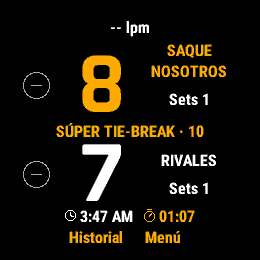 -- lpm
8
SAQUE
NOSOTROS
Sets 1
SÚPER TIE-BREAK · 10
7
RIVALES
Sets 1
3:47 AM 01:07
Historial Menú